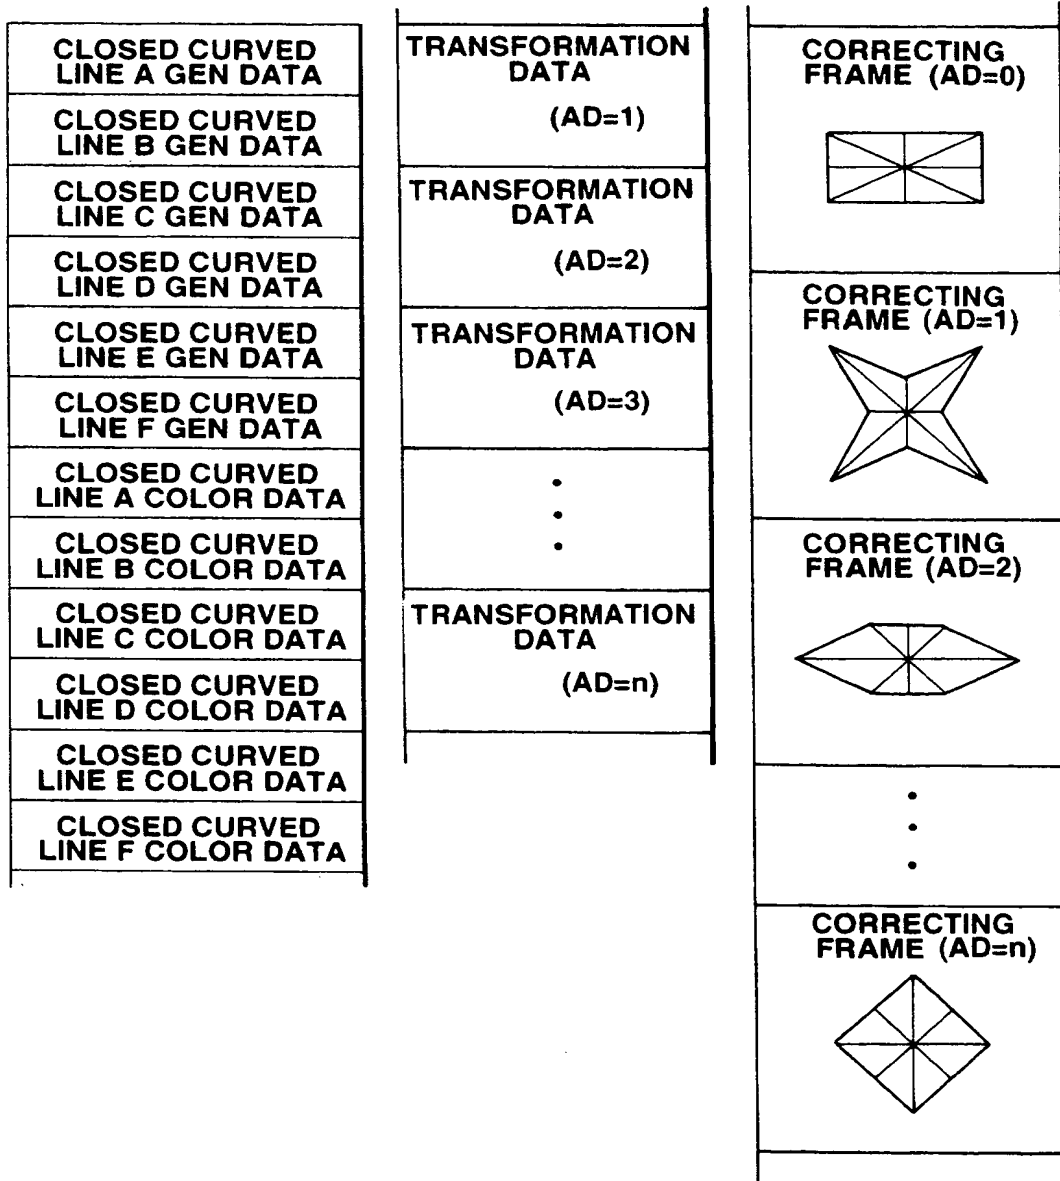 CLOSED CURVED
LINE A GEN DATA
CLOSED CURVED
LINE B GEN DATA
CLOSED CURVED
LINE C GEN DATA
CLOSED CURVED
LINE D GEN DATA
CLOSED CURVED
LINE E GEN DATA
CLOSED CURVED
LINE F GEN DATA
CLOSED CURVED
LINE A COLOR DATA
CLOSED CURVED
LINE B COLOR DATA
CLOSED CURVED
LINE C COLOR DATA
CLOSED CURVED
LINE D COLOR DATA
CLOSED CURVED
LINE E COLOR DATA
CLOSED CURVED
LINE F COLOR DATA
TRANSFORMATION
DATA
(AD=1)
TRANSFORMATION
DATA
(AD=2)
TRANSFORMATION
DATA
(AD=3)
TRANSFORMATION
DATA
(AD=n)
CORRECTING
FRAME (AD=0)
CORRECTING
FRAME (AD=1)
CORRECTING
FRAME (AD=2)
CORRECTING
FRAME (AD=n)